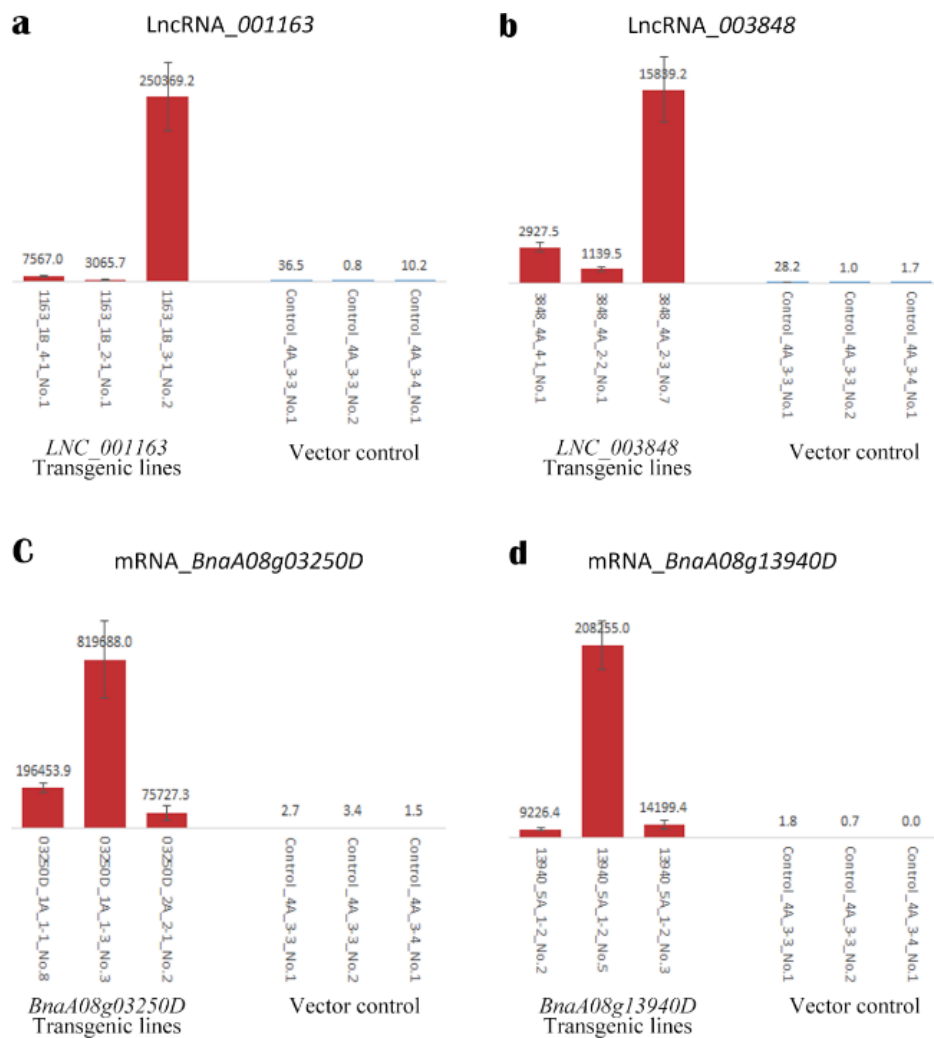 a
LncRNA_001163
250369.2
7567.0
3065.7
36.5
0.8
10.2
1163_1B_4-1_No.1
1163_1B_2-1_No.1
1163_1B_3-1_No.2
Control_4A_3-3_No.1
Control_4A_3-3_No.2
Control_4A_3-4_No.1
LNC_001163
Transgenic lines
Vector control
b
LncRNA_003848
15839.2
2927.5
1139.5
28.2
1.0
1.7
3848_4A_4-1_No.1
3848_4A_2-2_No.1
3848_4A_2-3_No.7
Control_4A_3-3_No.1
Control_4A_3-3_No.2
Control_4A_3-4_No.1
LNC_003848
Transgenic lines
Vector control
C
mRNA_BnaA08g03250D
819688.0
196453.9
75727.3
2.7
3.4
1.5
03250D_1A_1-1_No.8
03250D_1A_1-3_No.3
03250D_2A_2-1_No.2
Control_4A_3-3_No.1
Control_4A_3-3_No.2
Control_4A_3-4_No.1
BnaA08g03250D
Transgenic lines
Vector control
d
mRNA_BnaA08g13940D
208255.0
9226.4
14199.4
1.8
0.7
0.0
13940_5A_1-2_No.2
13940_5A_1-2_No.5
13940_5A_1-2_No.3
Control_4A_3-3_No.1
Control_4A_3-3_No.2
Control_4A_3-4_No.1
BnaA08g13940D
Transgenic lines
Vector control